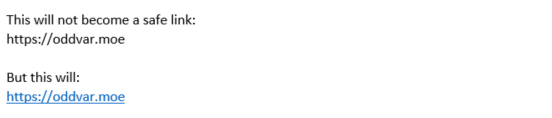 This will not become a safe link:
https://oddvar.moe
But this will:
https://oddvar.moe